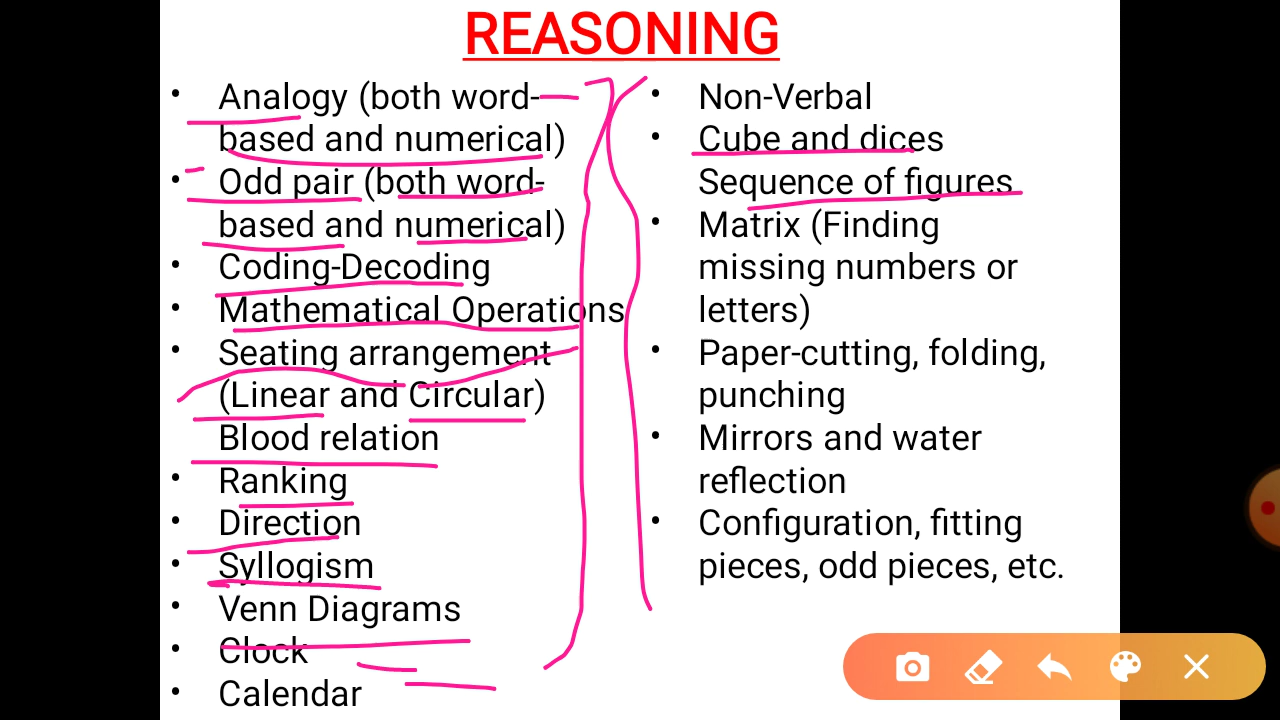 REASONING
• Analogy (both word-
based and numerical)
• Odd pair (both word-
based and numerical)
• Coding-Decoding
• Mathematical Operations
• Seating arrangement
(Linear and Circular)
Blood relation
• Ranking
• Direction
• Syllogism
• Venn Diagrams
• Clock
• Calendar
• Non-Verbal
• Cube and dices
Sequence of figures
• Matrix (Finding
missing numbers or
letters)
• Paper-cutting, folding,
punching
• Mirrors and water
reflection
• Configuration, fitting
pieces, odd pieces, etc.